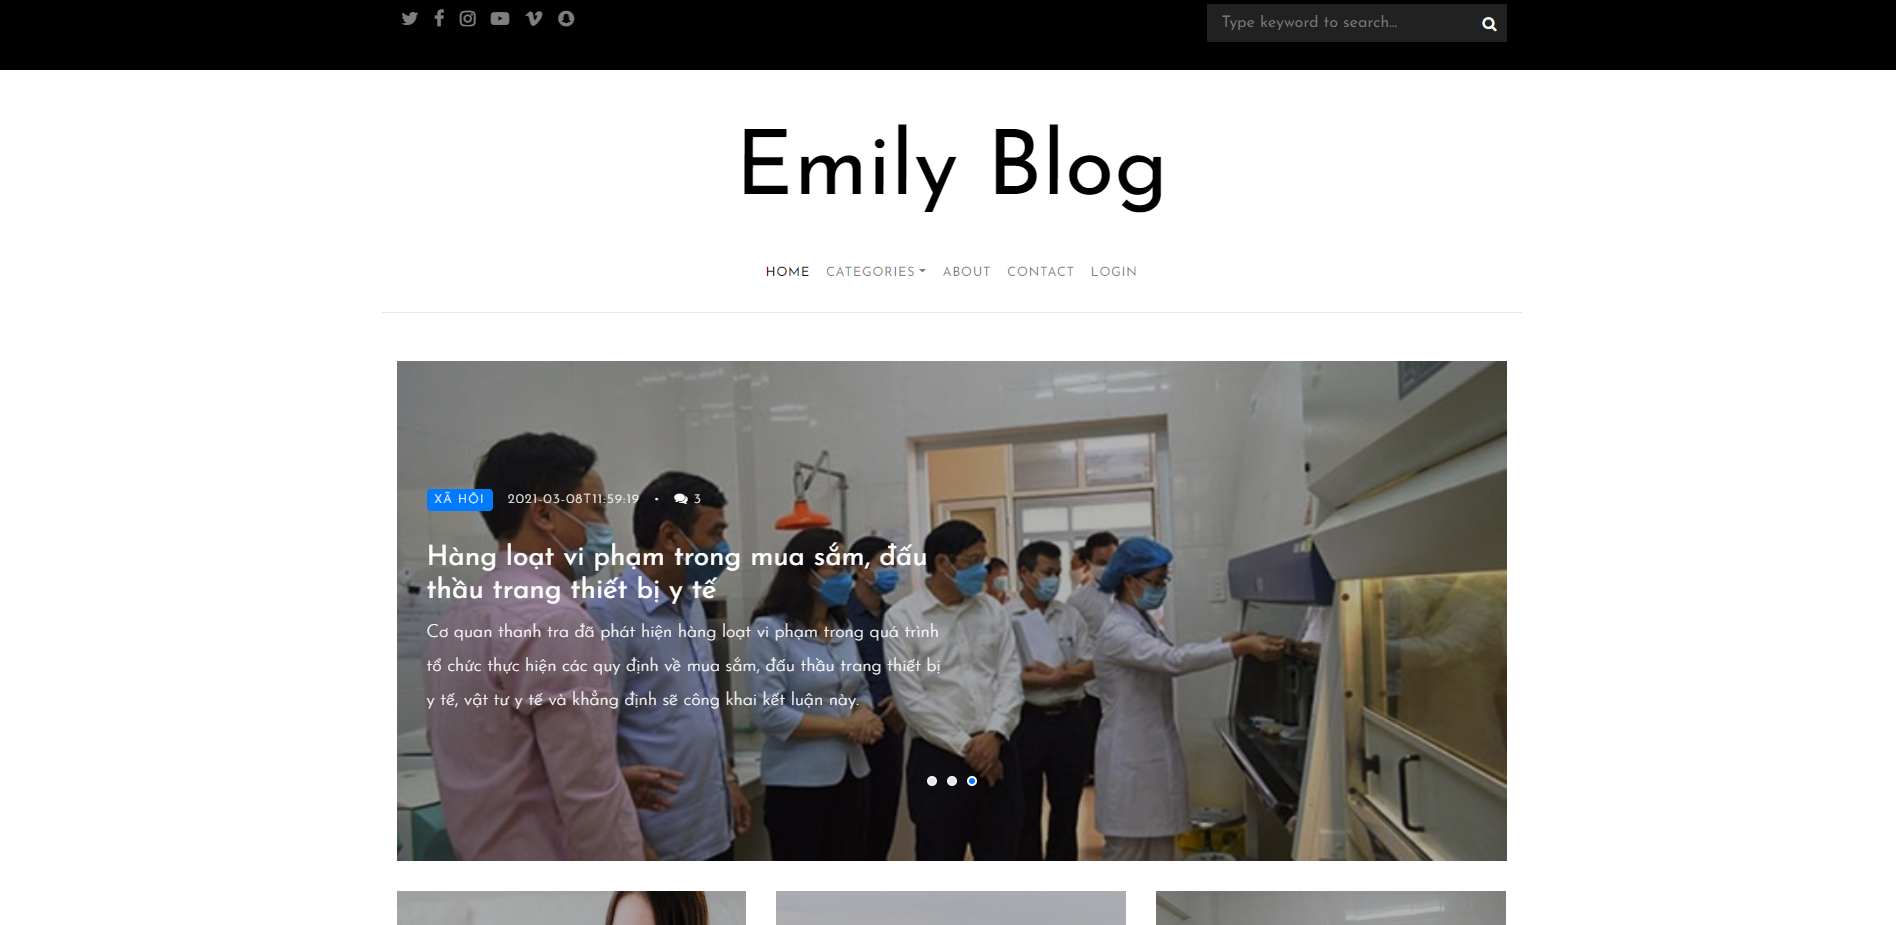 Type keyword to search...
Emily Blog
HOME CATEGORIES ABOUT CONTACT LOGIN
XÃ HỘI 2021-03-08T11:59:19 • 3
Hàng loạt vi phạm trong mua sắm, đấu
thầu trang thiết bị y tế
Cơ quan thanh tra đã phát hiện hàng loạt vi phạm trong quá trình
tổ chức thực hiện các quy định về mua sắm, đấu thầu trang thiết bị
y tế, vật tư y tế và khẳng định sẽ công khai kết luận này.